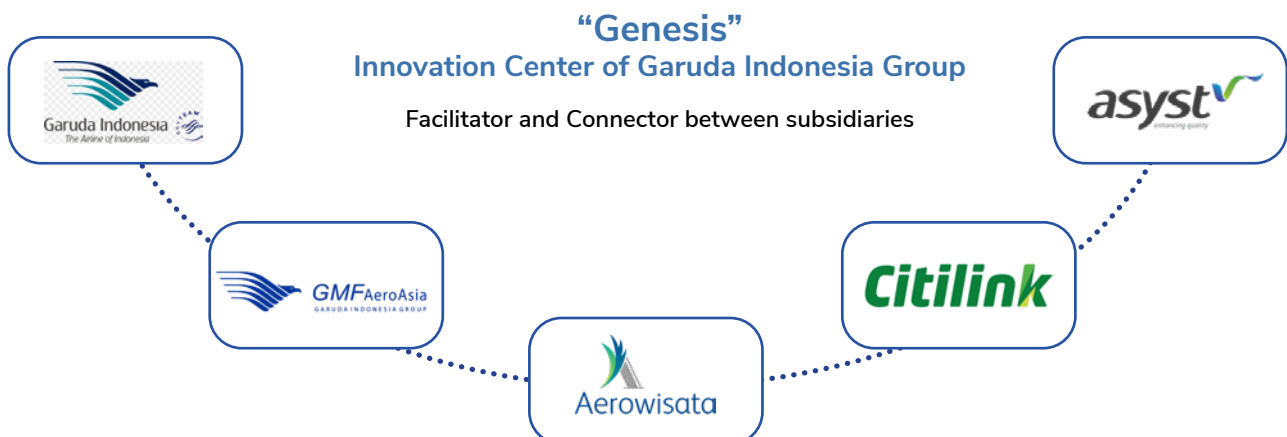 “Genesis”
Innovation Center of Garuda Indonesia Group
Facilitator and Connector between subsidiaries
Garuda Indonesia
The Airline of Indonesia
asyst
enhancing quality
GMF AeroAsia
GARUDA INDONESIA GROUP
Citilink
Aerowisata